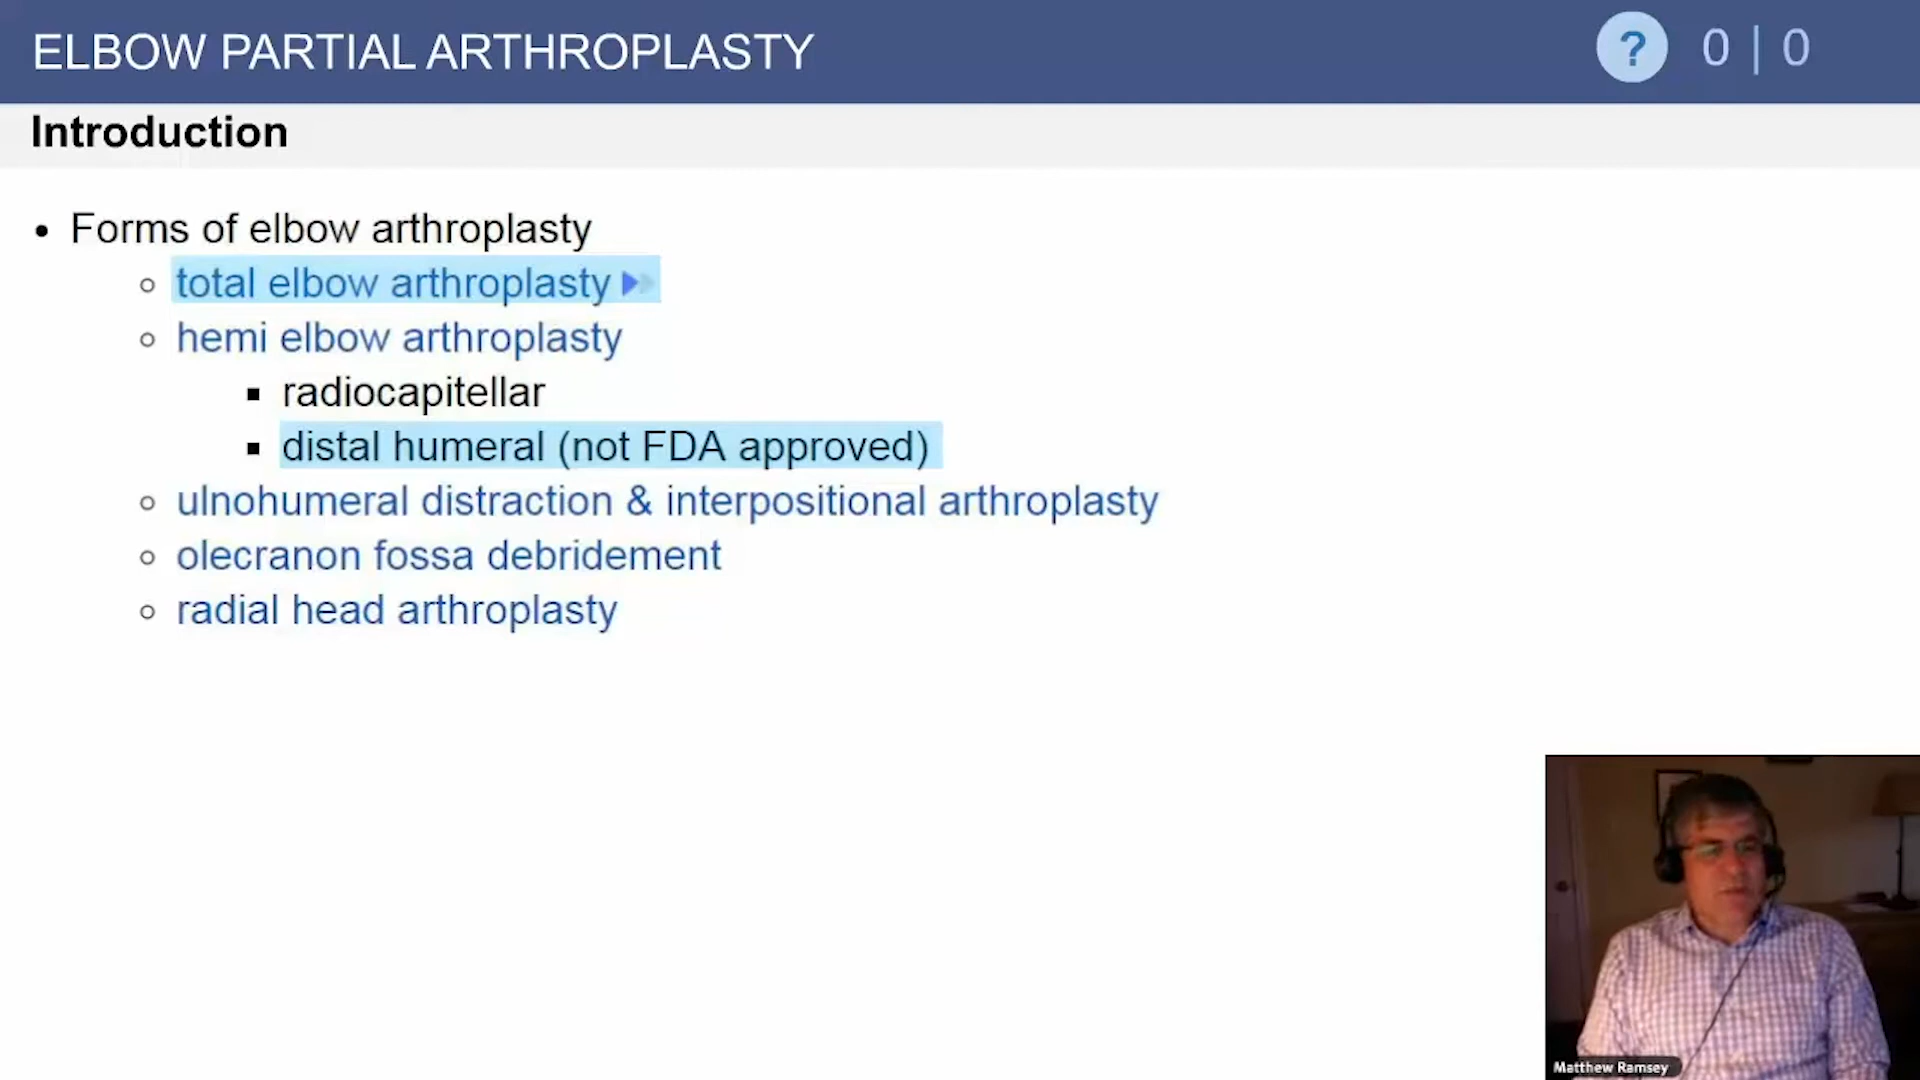 ELBOW PARTIAL ARTHROPLASTY
? 0 | 0
Introduction
Forms of elbow arthroplasty
total elbow arthroplasty
hemi elbow arthroplasty
radiocapitellar
distal humeral (not FDA approved)
ulnohumeral distraction & interpositional arthroplasty
olecranon fossa debridement
radial head arthroplasty
Matthew Ramsey